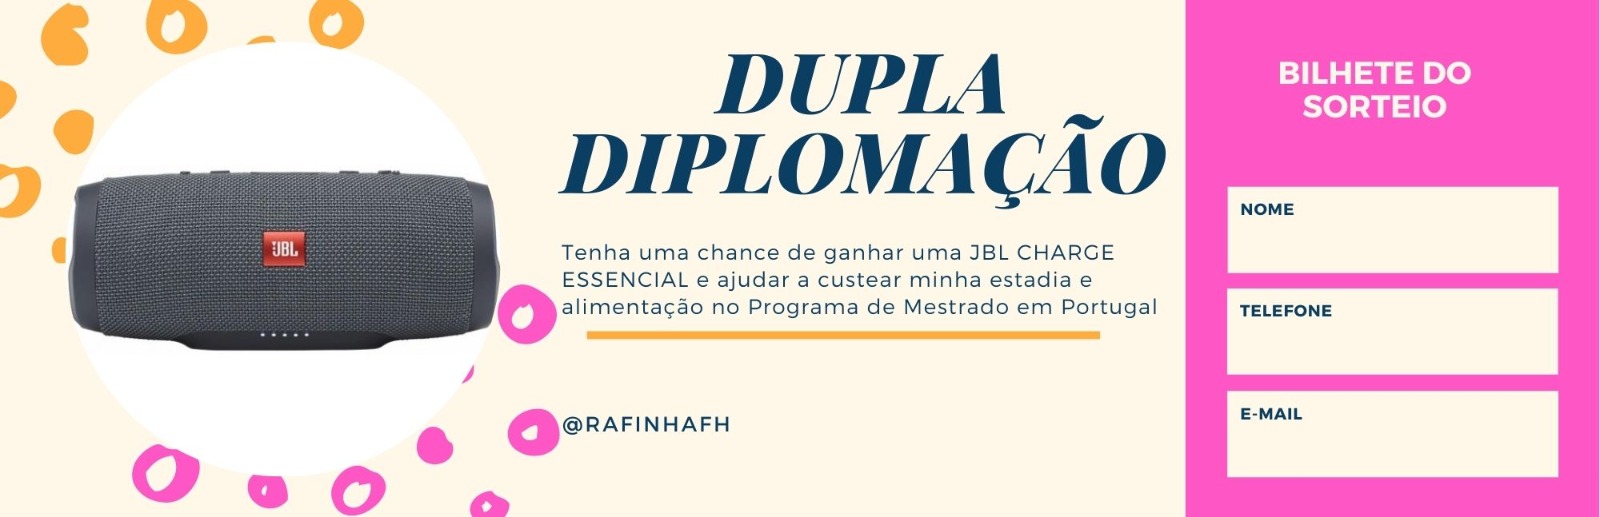 DUPLA
DIPLOMAÇÃO
Tenha uma chance de ganhar uma JBL CHARGE
ESSENCIAL e ajudar a custear minha estadia e
alimentação no Programa de Mestrado em Portugal
@RAFINHAFH
JBL
BILHETE DO
SORTEIO
NOME
TELEFONE
E-MAIL